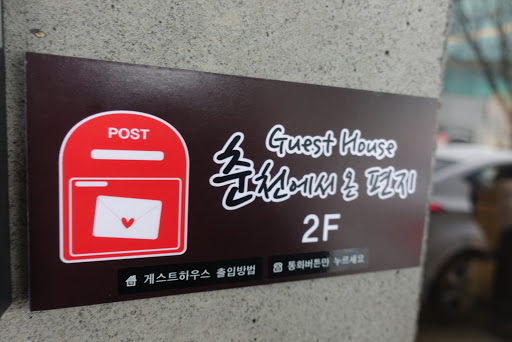 POST
Guest House
춘천에서 온 편지
2F
게스트하우스 출입방법
통화버튼만 누르세요